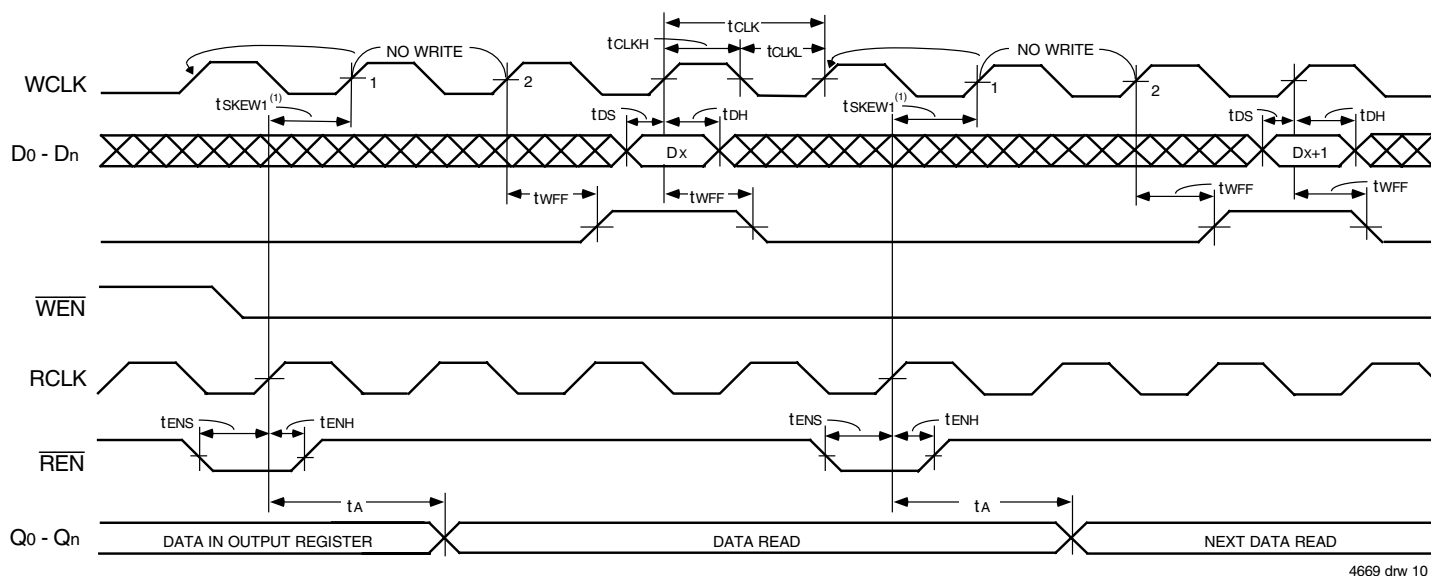 tCLK
tCLKH tCLKL
NO WRITE NO WRITE
WCLK 1 2 1 2
tSKEW1(1) tDS tDH tSKEW1(1) tDS tDH
D0 - Dn DX DX+1
tWFF tWFF tWFF tWFF
WEN
RCLK
tENS tENH tENS tENH
REN
tA tA
Q0 - Qn DATA IN OUTPUT REGISTER DATA READ NEXT DATA READ
4669 drw 10